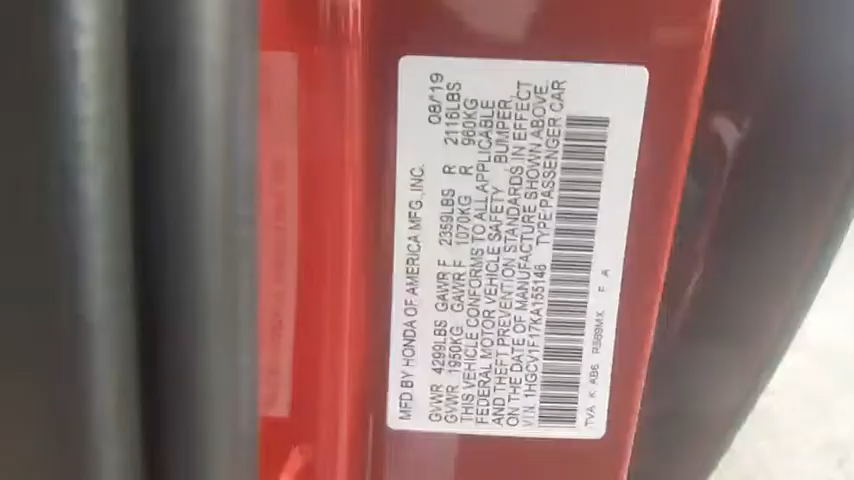 MFD BY HONDA OF AMERICA MFG.,INC. 08/19
GVWR 4299LBS GAWR F 2359LBS R 2116LBS
GVWR 1950KG GAWR F 1070KG R 960KG
THIS VEHICLE CONFORMS TO ALL APPLICABLE
FEDERAL MOTOR VEHICLE SAFETY, BUMPER,
AND THEFT PREVENTION STANDARDS IN EFFECT
ON THE DATE OF MANUFACTURE SHOWN ABOVE.
V.I.N. 1HGCV1F17KA155146 TYPE:PASSENGER CAR
TVA K AB6 R569MX F A